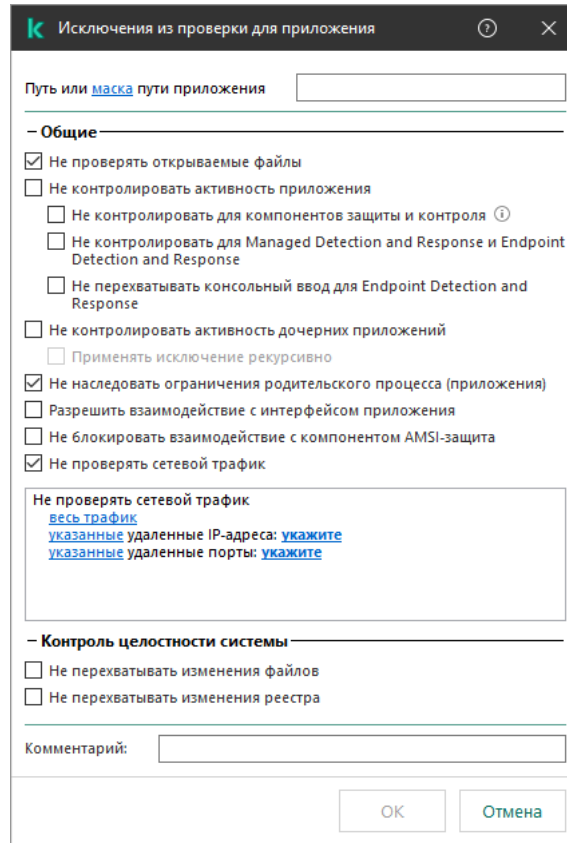 Исключения из проверки для приложения
Путь или маска пути приложения
Общие
Не проверять открываемые файлы
Не контролировать активность приложения
Не контролировать для компонентов защиты и контроля
Не контролировать для Managed Detection and Response и Endpoint
Detection and Response
Не перехватывать консольный ввод для Endpoint Detection and
Response
Не контролировать активность дочерних приложений
Применять исключение рекурсивно
Не наследовать ограничения родительского процесса (приложения)
Разрешить взаимодействие с интерфейсом приложения
Не блокировать взаимодействие с компонентом AMSI-защита
Не проверять сетевой трафик
Не проверять сетевой трафик
весь трафик
указанные удаленные IP-адреса: укажите
указанные удаленные порты: укажите
Контроль целостности системы
Не перехватывать изменения файлов
Не перехватывать изменения реестра
Комментарий:
ОК Отмена